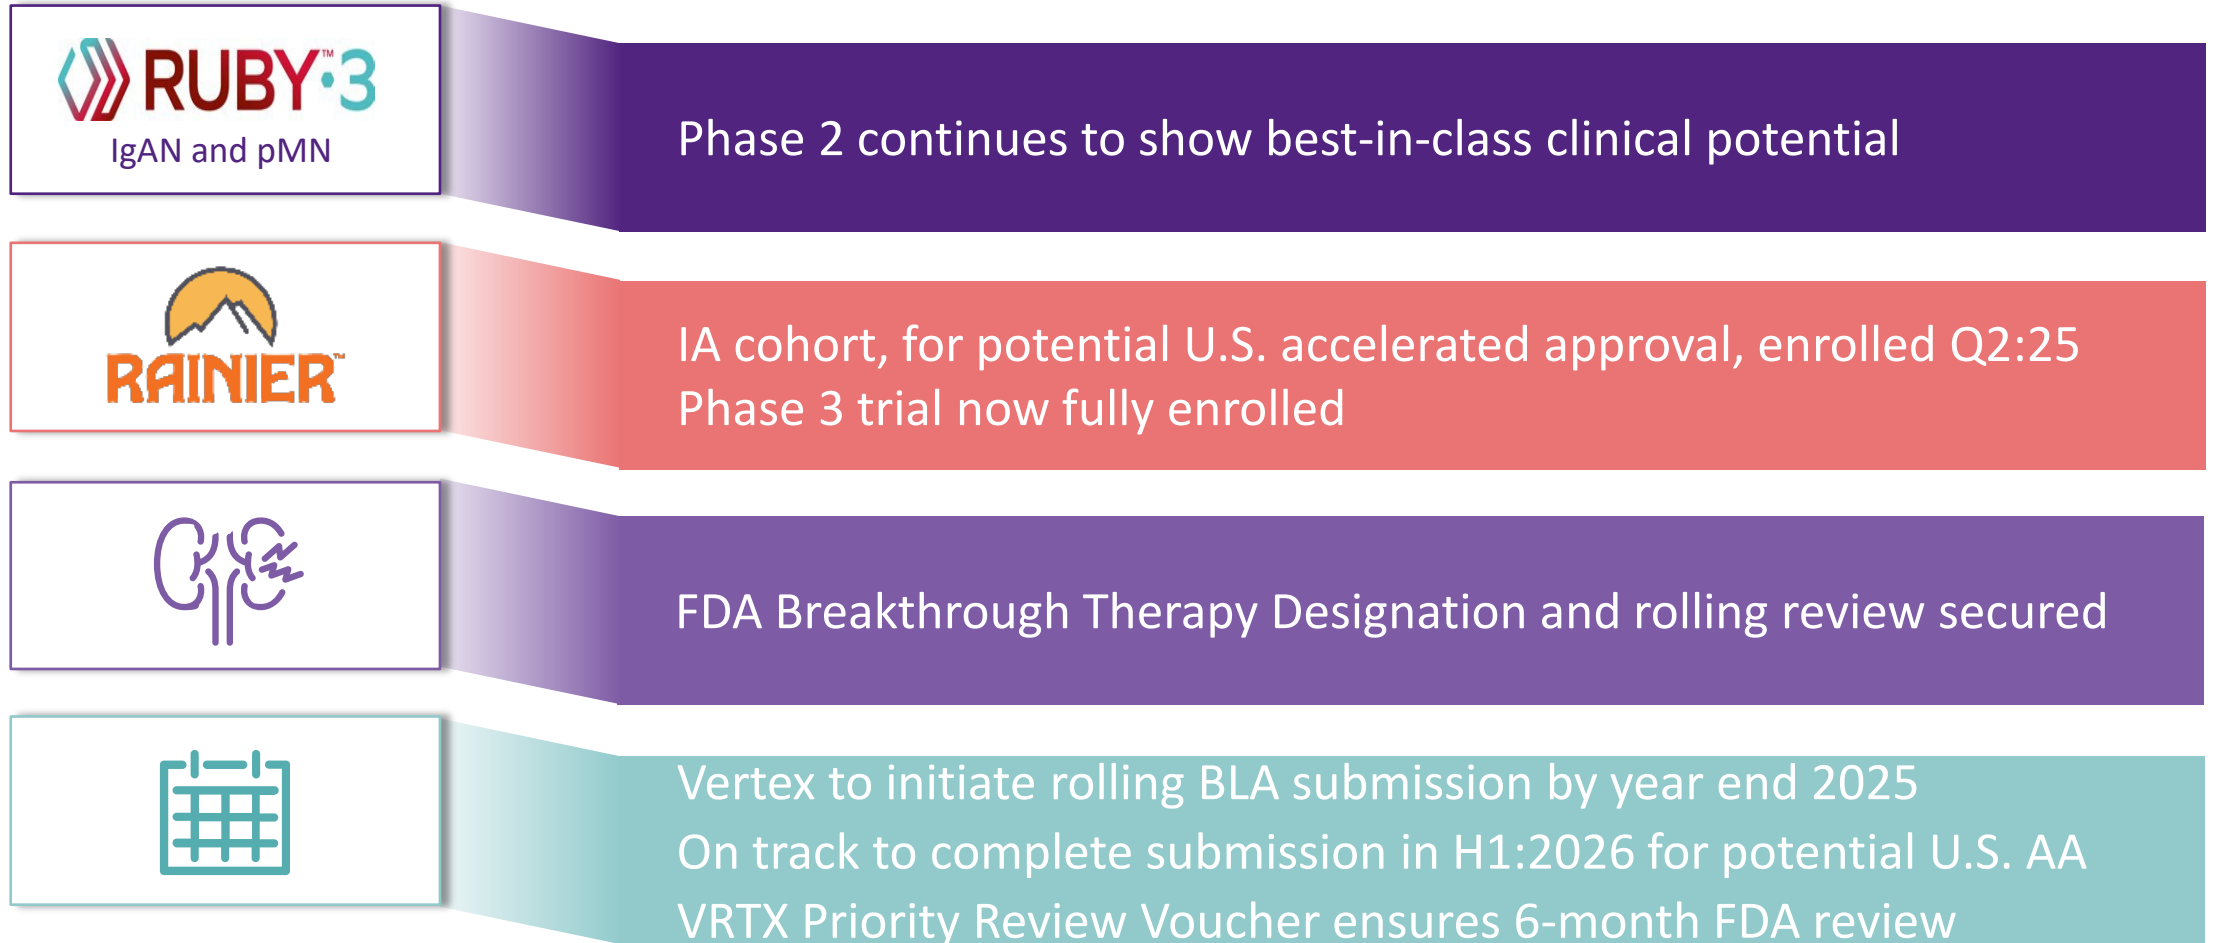 RUBY™·3
IgAN and pMN
Phase 2 continues to show best-in-class clinical potential
RAINIER™
IA cohort, for potential U.S. accelerated approval, enrolled Q2:25
Phase 3 trial now fully enrolled
FDA Breakthrough Therapy Designation and rolling review secured
Vertex to initiate rolling BLA submission by year end 2025
On track to complete submission in H1:2026 for potential U.S. AA
VRTX Priority Review Voucher ensures 6-month FDA review